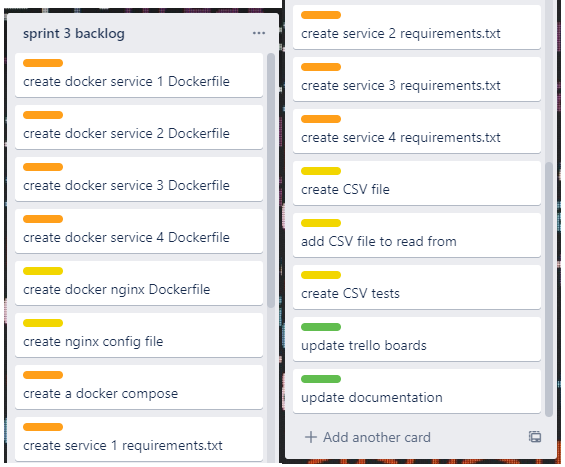 sprint 3 backlog
create docker service 1 Dockerfile
create docker service 2 Dockerfile
create docker service 3 Dockerfile
create docker service 4 Dockerfile
create docker nginx Dockerfile
create nginx config file
create a docker compose
create service 1 requirements.txt
create service 2 requirements.txt
create service 3 requirements.txt
create service 4 requirements.txt
create CSV file
add CSV file to read from
create CSV tests
update trello boards
update documentation
Add another card